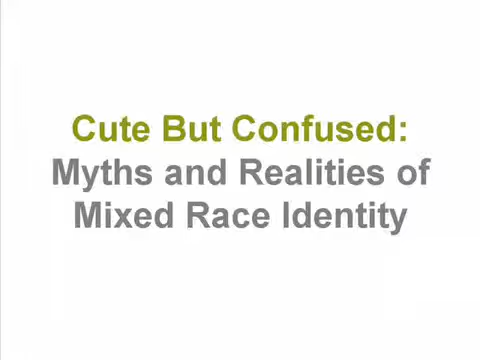 Cute But Confused:
Myths and Realities of
Mixed Race Identity